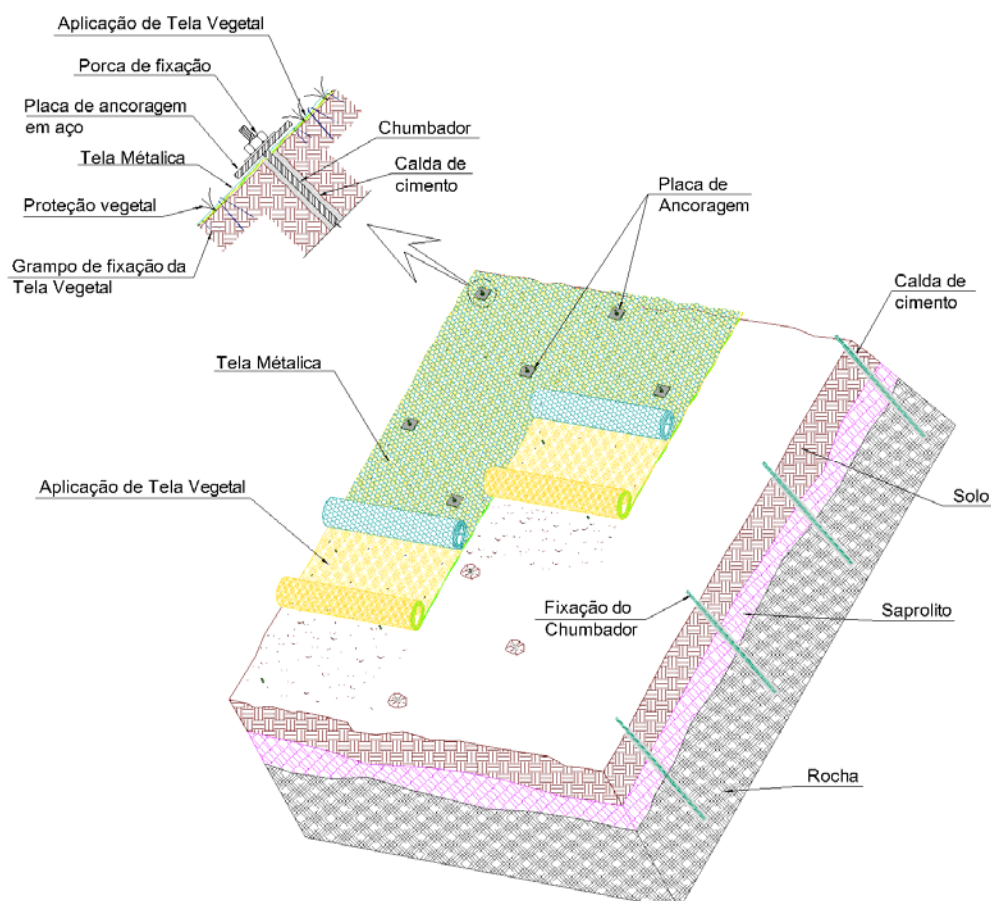 Aplicação de Tela Vegetal
Porca de fixação
Placa de ancoragem
em aço
Tela Métalica
Proteção vegetal
Grampo de fixação da
Tela Vegetal
Chumbador
Calda de
cimento
Placa de
Ancoragem
Calda de
cimento
Tela Métalica
Aplicação de Tela Vegetal
Solo
Fixação do
Chumbador
Saprolito
Rocha